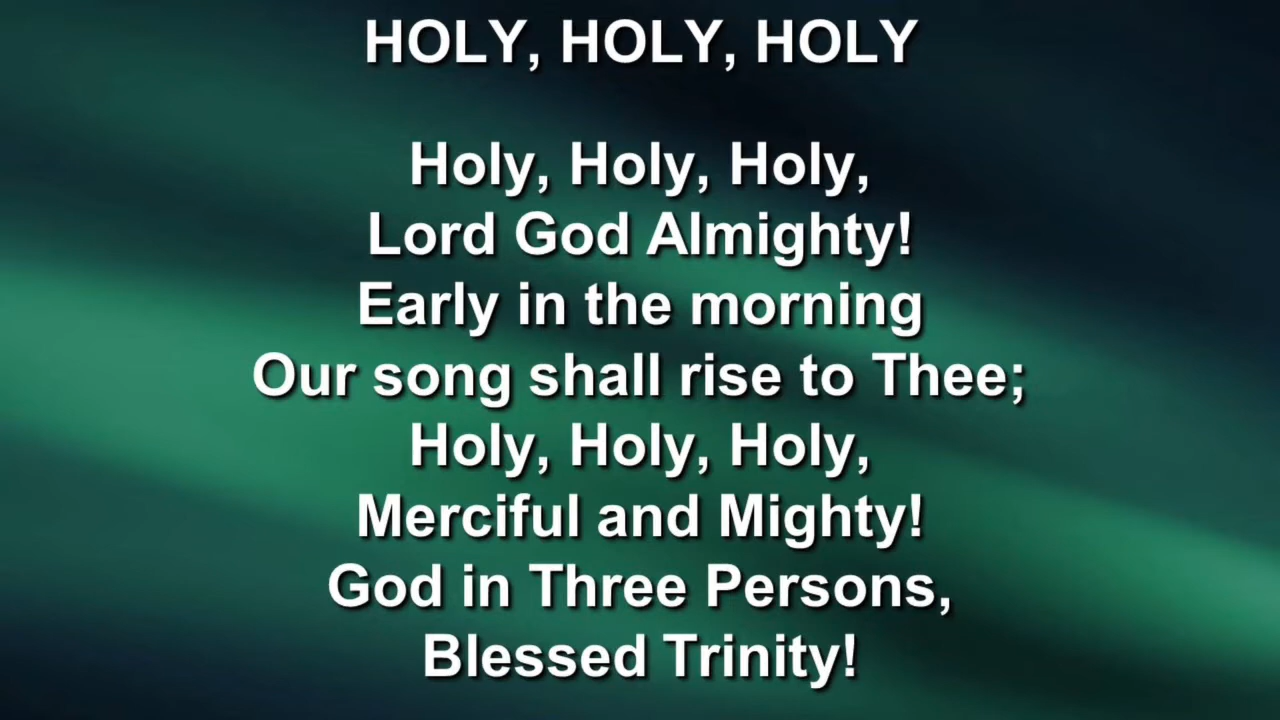 HOLY, HOLY, HOLY
Holy, Holy, Holy,
Lord God Almighty!
Early in the morning
Our song shall rise to Thee;
Holy, Holy, Holy,
Merciful and Mighty!
God in Three Persons,
Blessed Trinity!